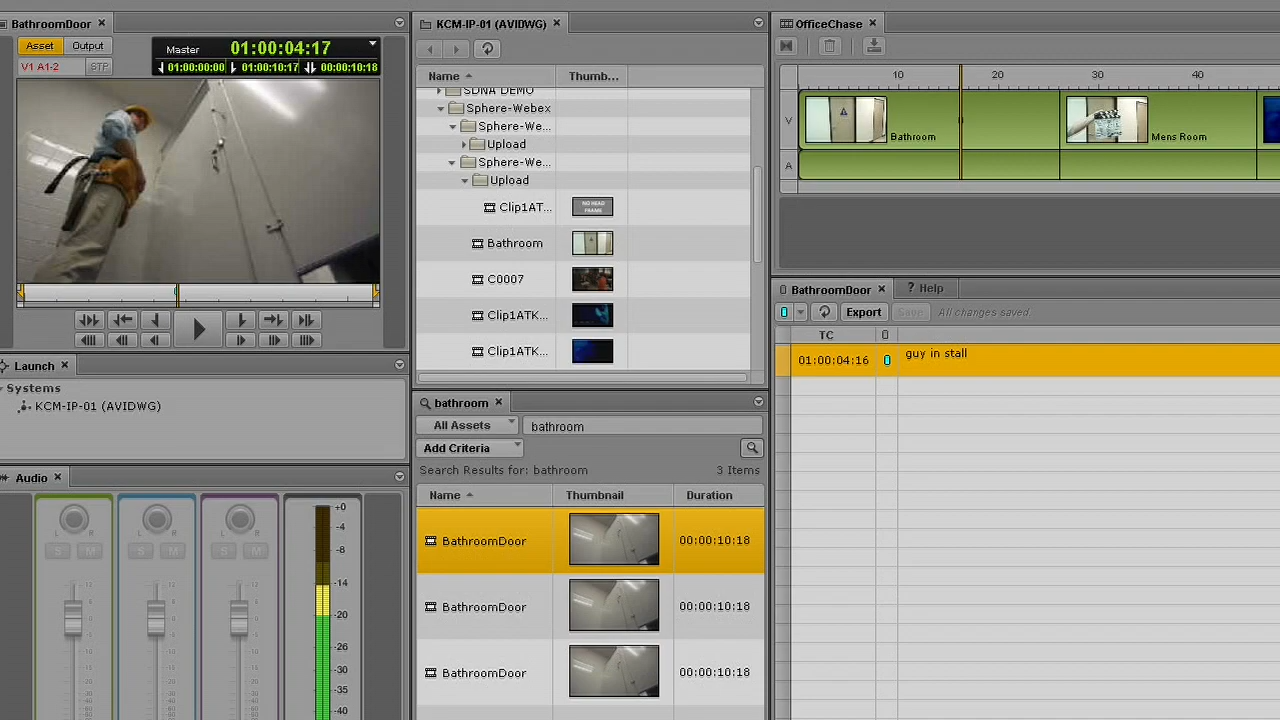 BathroomDoor
Asset
Output
Master
01:00:04:17
V1 A1-2
STP
01:00:00:00
01:00:10:17
00:00:10:18
Launch
Systems
KCM-IP-01 (AVIDWG)
Audio
L R
L R
L R
S M
S M
S M
+0
-4
-8
-14
-20
-26
-30
-35
-40
KCM-IP-01 (AVIDWG)
Name
Thumb...
SDNA DEMO
Sphere-Webex
Sphere-We...
Upload
Sphere-We...
Upload
Clip1AT...
NO HEAD
FRAME
Bathroom
C0007
Clip1ATK...
Clip1ATK...
bathroom
All Assets
bathroom
Add Criteria
Search Results for: bathroom
3 Items
Name
Thumbnail
Duration
BathroomDoor
00:00:10:18
BathroomDoor
00:00:10:18
BathroomDoor
00:00:10:18
OfficeChase
10
20
30
40
V
Bathroom
Mens Room
A
BathroomDoor
? Help
Export
Save
All changes saved
TC
01:00:04:16
guy in stall